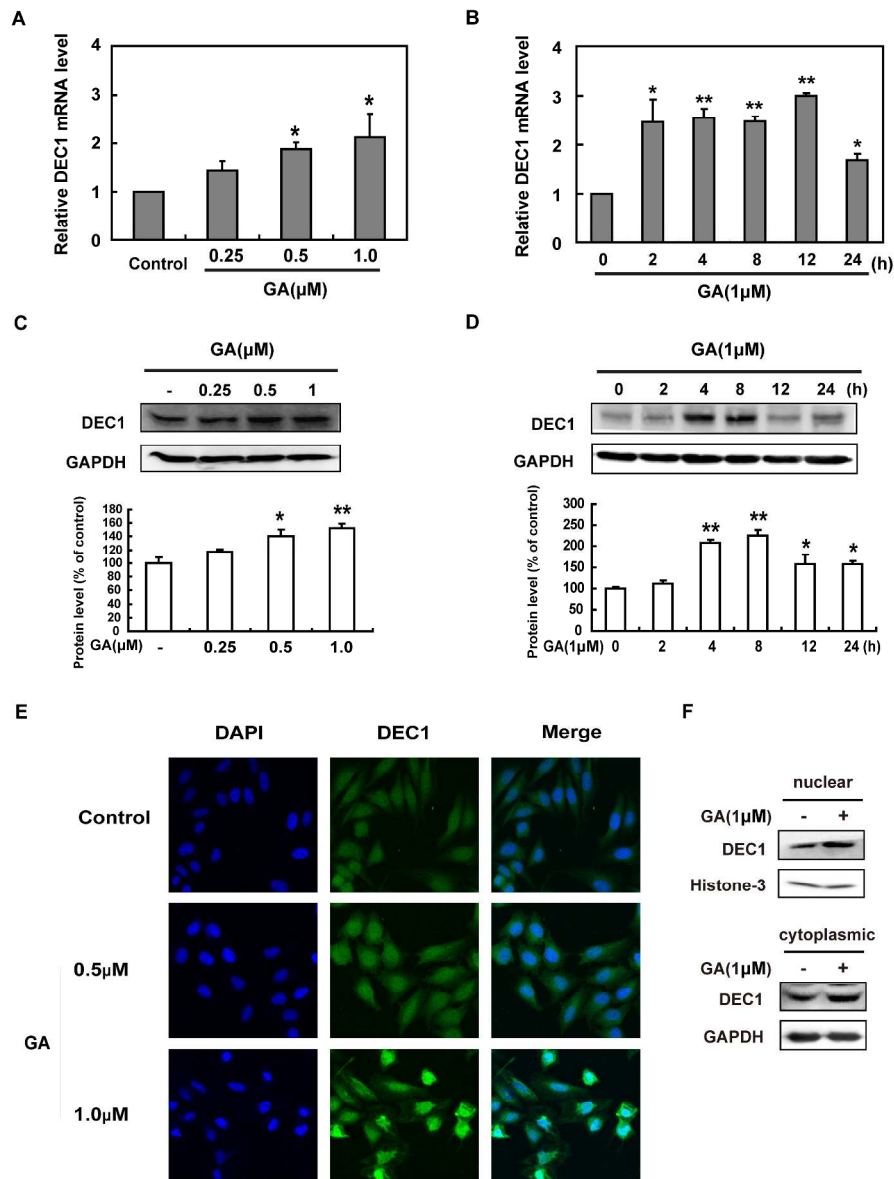 A
Relative DEC1 mRNA level
4
3
2
1
0
*
*
Control
0.25
0.5
1.0
GA(µM)
B
Relative DEC1 mRNA level
4
3
2
1
0
*
**
**
**
*
0
2
4
8
12
24
(h)
GA(1µM)
C
GA(µM)
-
0.25
0.5
1
DEC1
GAPDH
Protein level (% of control)
180
160
140
120
100
80
60
40
20
0
*
**
GA(µM)
-
0.25
0.5
1.0
D
GA(1µM)
0
2
4
8
12
24
(h)
DEC1
GAPDH
Protein level (% of control)
300
250
200
150
100
50
0
**
**
*
*
GA(1µM)
0
2
4
8
12
24 (h)
E
DAPI
DEC1
Merge
Control
0.5µM
GA
1.0µM
F
nuclear
GA(1µM)
-
+
DEC1
Histone-3
cytoplasmic
GA(1µM)
-
+
DEC1
GAPDH